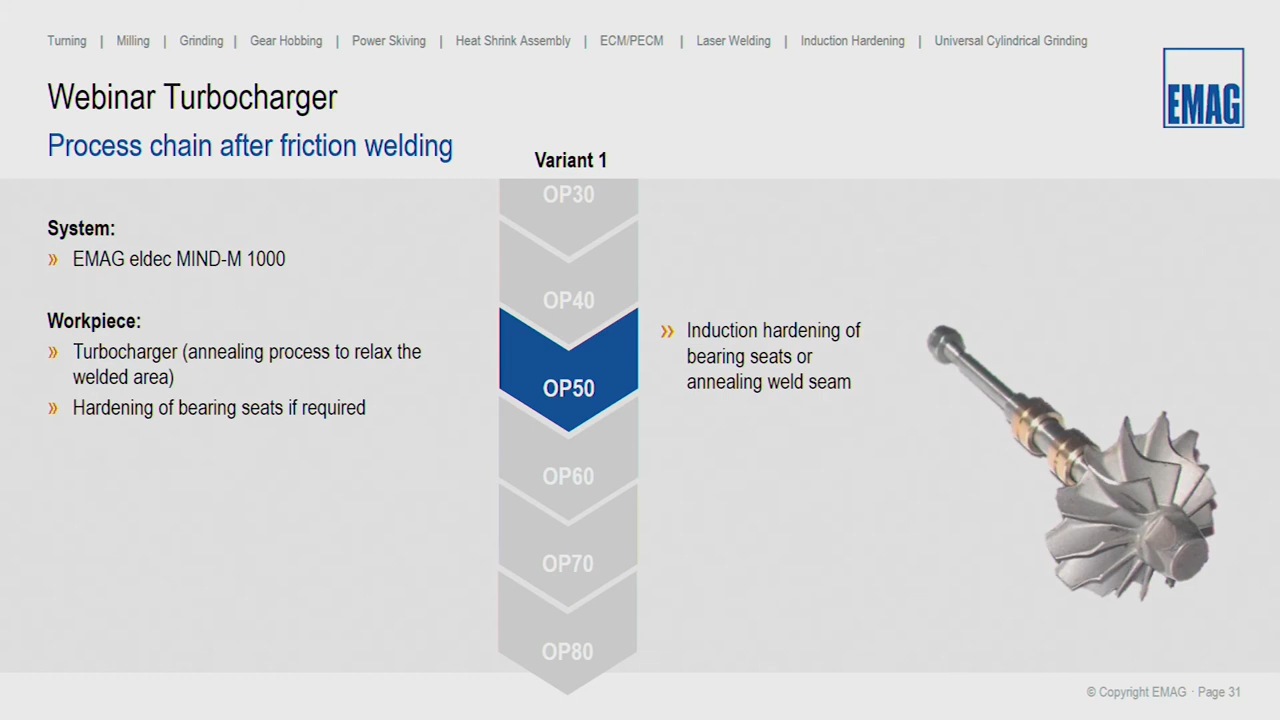 Turning | Milling | Grinding | Gear Hobbing | Power Skiving | Heat Shrink Assembly | ECM/PECM | Laser Welding | Induction Hardening | Universal Cylindrical Grinding
Webinar Turbocharger
EMAG
Process chain after friction welding
Variant 1
System:
» EMAG eldec MIND-M 1000
Workpiece:
» Turbocharger (annealing process to relax the
welded area)
» Hardening of bearing seats if required
OP30
OP40
OP50
OP60
OP70
OP80
» Induction hardening of
bearing seats or
annealing weld seam
© Copyright EMAG · Page 31